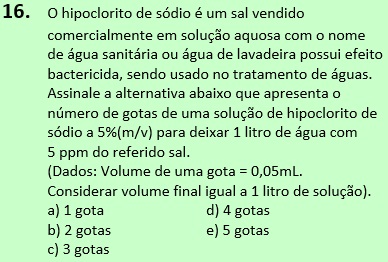 16. O hipoclorito de sódio é um sal vendido
comercialmente em solução aquosa com o nome
de água sanitária ou água de lavadeira possui efeito
bactericida, sendo usado no tratamento de águas.
Assinale a alternativa abaixo que apresenta o
número de gotas de uma solução de hipoclorito de
sódio a 5%(m/v) para deixar 1 litro de água com
5 ppm do referido sal.
(Dados: Volume de uma gota = 0,05mL.
Considerar volume final igual a 1 litro de solução).
a) 1 gota d) 4 gotas
b) 2 gotas e) 5 gotas
c) 3 gotas